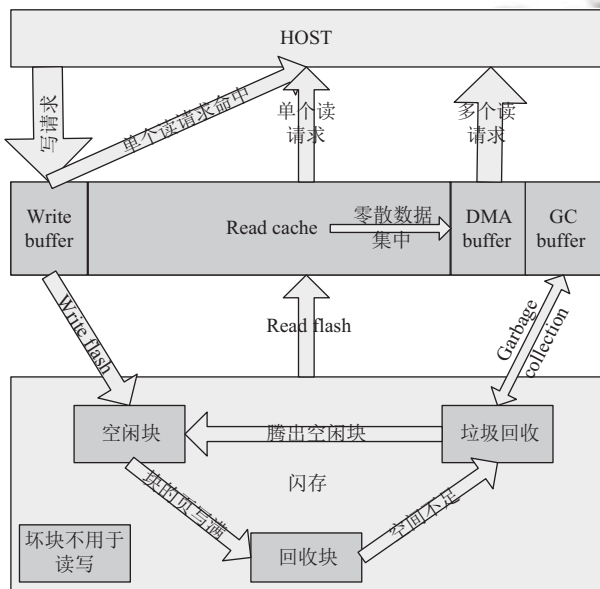 HOST
写请求
单个读请求命中
单个读
请求
多个读
请求
Write
buffer
Read cache
零散数据
集中
DMA
buffer
GC
buffer
Write flash
Read flash
Garbage
collection
空闲块
腾出空闲块
垃圾回收
块的页写满
闪存
空间不足
坏块不用于
读写
回收块